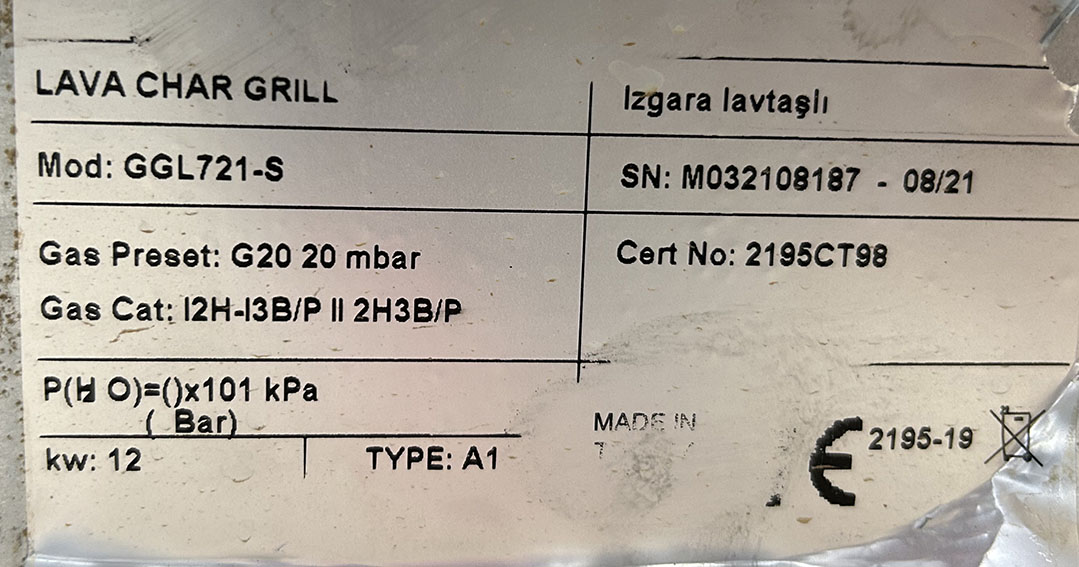 LAVA CHAR GRILL
Izgara lavtaşlı
Mod: GGL721-S
SN: M032108187 - 08/21
Gas Preset: G20 20 mbar
Cert No: 2195CT98
Gas Cat: I2H-I3B/P II 2H3B/P
P(H O)=()x101 kPa
( Bar)
MADE IN
CE 2195-19
kw: 12
TYPE: A1